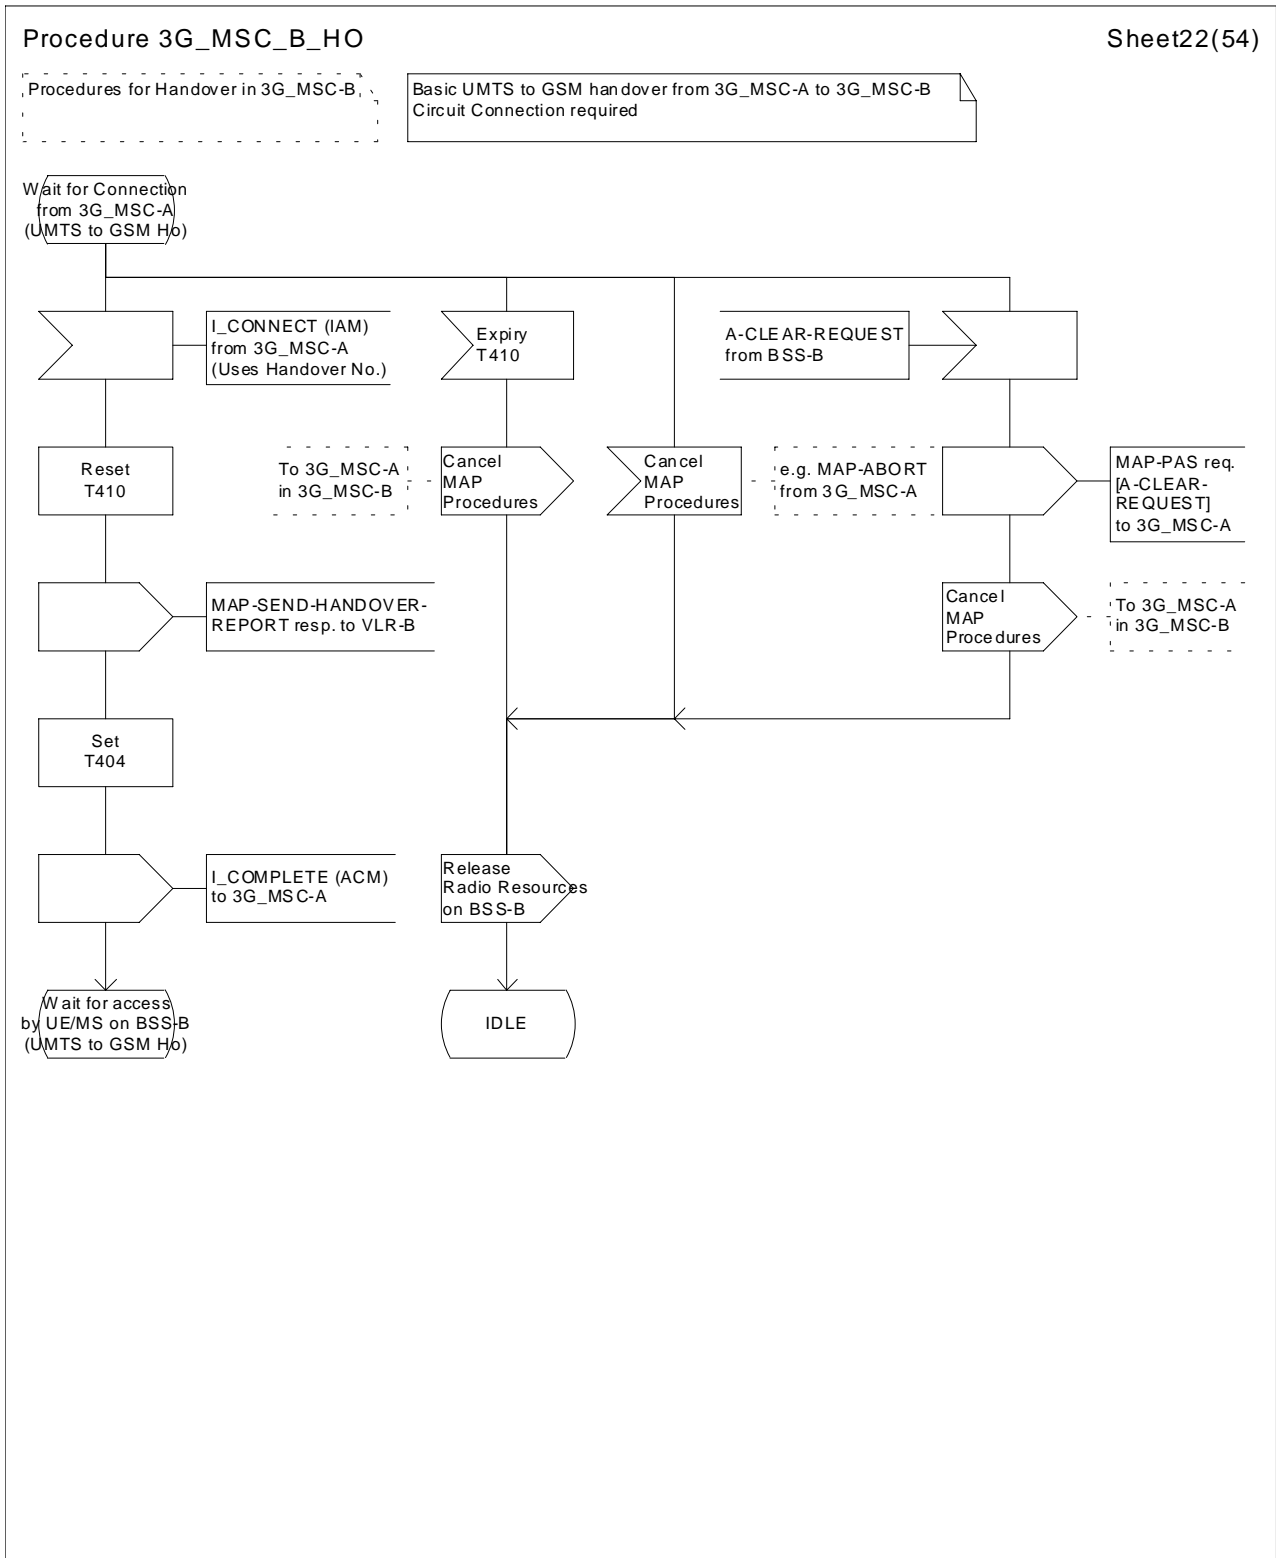 Procedure 3G_MSC_B_HO
Sheet22(54)
Procedures for Handover in 3G_MSC-B
Basic UMTS to GSM handover from 3G_MSC-A to 3G_MSC-B
Circuit Connection required
Wait for Connection
from 3G_MSC-A
(UMTS to GSM Ho)
I_CONNECT (IAM)
from 3G_MSC-A
(Uses Handover No.)
Expiry
T410
A-CLEAR-REQUEST
from BSS-B
Reset
T410
To 3G_MSC-A
in 3G_MSC-B
Cancel
MAP
Procedures
Cancel
MAP
Procedures
e.g. MAP-ABORT
from 3G_MSC-A
MAP-PAS req.
[A-CLEAR-
REQUEST]
to 3G_MSC-A
MAP-SEND-HANDOVER-
REPORT resp. to VLR-B
Cancel
MAP
Procedures
To 3G_MSC-A
in 3G_MSC-B
Set
T404
I_COMPLETE (ACM)
to 3G_MSC-A
Release
Radio Resources
on BSS-B
Wait for access
by UE/MS on BSS-B
(UMTS to GSM Ho)
IDLE